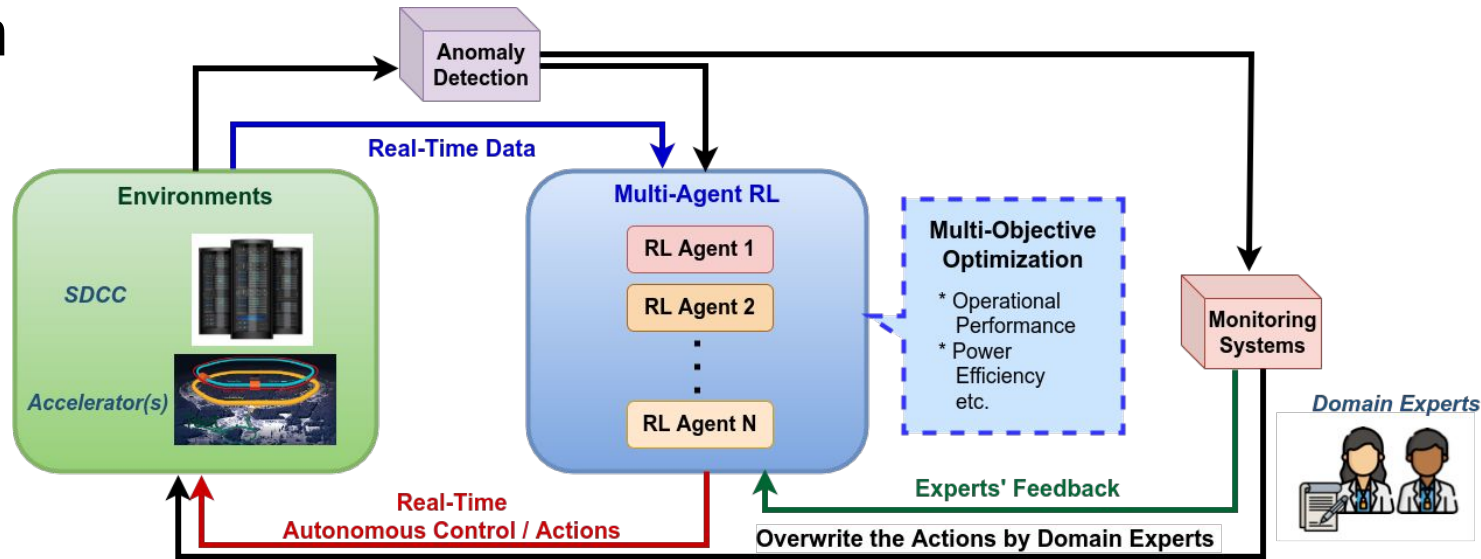 n
Anomaly
Detection
Real-Time Data
Environments
SDCC
Accelerator(s)
Multi-Agent RL
RL Agent 1
RL Agent 2
RL Agent N
Multi-Objective
Optimization
* Operational
Performance
* Power
Efficiency
etc.
Monitoring
Systems
Domain Experts
Experts' Feedback
Real-Time
Autonomous Control / Actions
Overwrite the Actions by Domain Experts